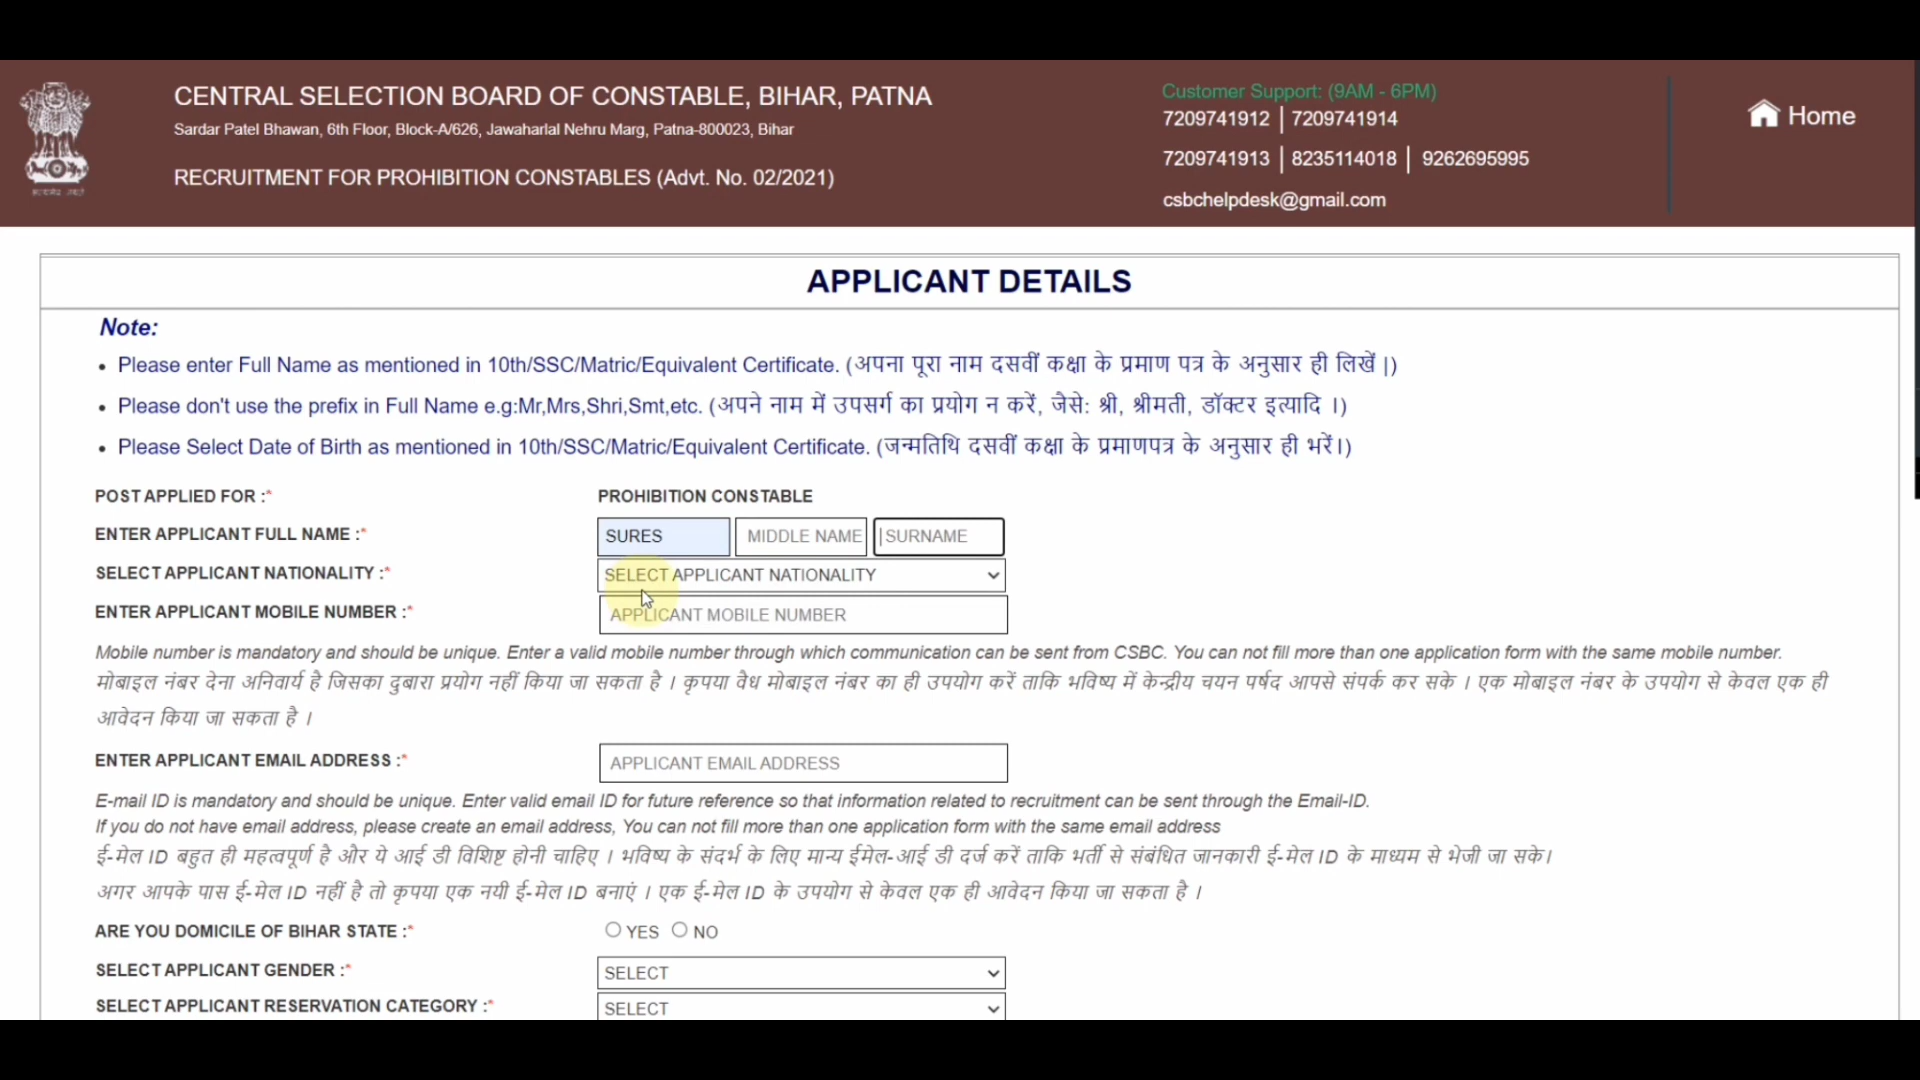 CENTRAL SELECTION BOARD OF CONSTABLE, BIHAR, PATNA
Sardar Patel Bhawan, 6th Floor, Block-A/626, Jawaharlal Nehru Marg, Patna-800023, Bihar
RECRUITMENT FOR PROHIBITION CONSTABLES (Advt. No. 02/2021)
Customer Support: (9AM - 6PM)
7209741912 | 7209741914
7209741913 | 8235114018 | 9262695995
csbchelpdesk@gmail.com
Home
APPLICANT DETAILS
Note:
• Please enter Full Name as mentioned in 10th/SSC/Matric/Equivalent Certificate. (अपना पूरा नाम दसवीं कक्षा के प्रमाण पत्र के अनुसार ही लिखें |)
• Please don't use the prefix in Full Name e.g:Mr,Mrs,Shri,Smt,etc. (अपने नाम में उपसर्ग का प्रयोग न करें, जैसे: श्री, श्रीमती, डॉक्टर इत्यादि ।)
• Please Select Date of Birth as mentioned in 10th/SSC/Matric/Equivalent Certificate. (जन्मतिथि दसवीं कक्षा के प्रमाणपत्र के अनुसार ही भरें।)
POST APPLIED FOR :* PROHIBITION CONSTABLE
ENTER APPLICANT FULL NAME :* SURES MIDDLE NAME SURNAME
SELECT APPLICANT NATIONALITY :* SELECT APPLICANT NATIONALITY
ENTER APPLICANT MOBILE NUMBER :* APPLICANT MOBILE NUMBER
Mobile number is mandatory and should be unique. Enter a valid mobile number through which communication can be sent from CSBC. You can not fill more than one application form with the same mobile number.
मोबाइल नंबर देना अनिवार्य है जिसका दुबारा प्रयोग नहीं किया जा सकता है । कृपया वैध मोबाइल नंबर का ही उपयोग करें ताकि भविष्य में केन्द्रीय चयन पर्षद आपसे संपर्क कर सके । एक मोबाइल नंबर के उपयोग से केवल एक ही
आवेदन किया जा सकता है ।
ENTER APPLICANT EMAIL ADDRESS :* APPLICANT EMAIL ADDRESS
E-mail ID is mandatory and should be unique. Enter valid email ID for future reference so that information related to recruitment can be sent through the Email-ID.
If you do not have email address, please create an email address, You can not fill more than one application form with the same email address
ई-मेल ID बहुत ही महत्वपूर्ण है और ये आई डी विशिष्ट होनी चाहिए । भविष्य के संदर्भ के लिए मान्य ईमेल-आई डी दर्ज करें ताकि भर्ती से संबंधित जानकारी ई-मेल ID के माध्यम से भेजी जा सके।
अगर आपके पास ई-मेल ID नहीं है तो कृपया एक नयी ई-मेल ID बनाएं । एक ई-मेल ID के उपयोग से केवल एक ही आवेदन किया जा सकता है ।
ARE YOU DOMICILE OF BIHAR STATE :* YES NO
SELECT APPLICANT GENDER :* SELECT
SELECT APPLICANT RESERVATION CATEGORY :* SELECT